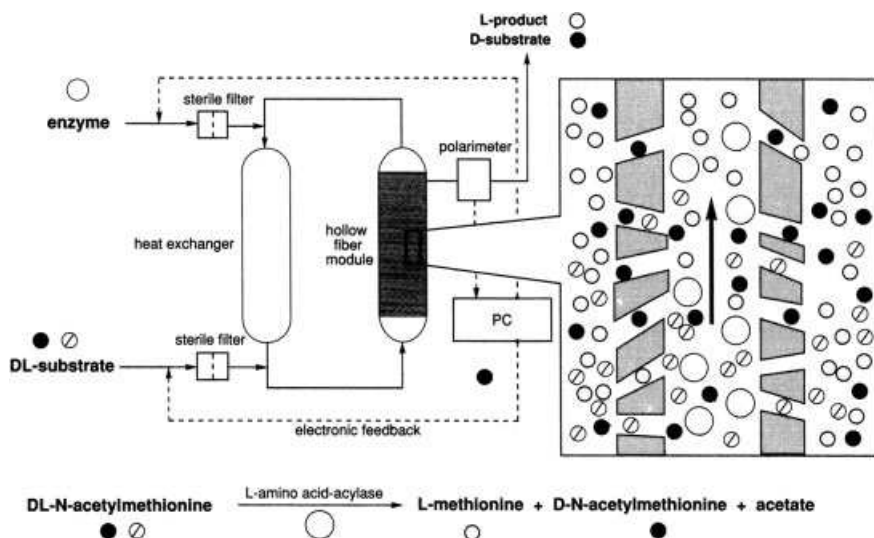 L-product
D-substrate
sterile filter
enzyme
polarimeter
heat exchanger
hollow
fiber
module
sterile filter
PC
DL-substrate
electronic feedback
DL-N-acetylmethionine
L-amino acid-acylase
L-methionine + D-N-acetylmethionine + acetate